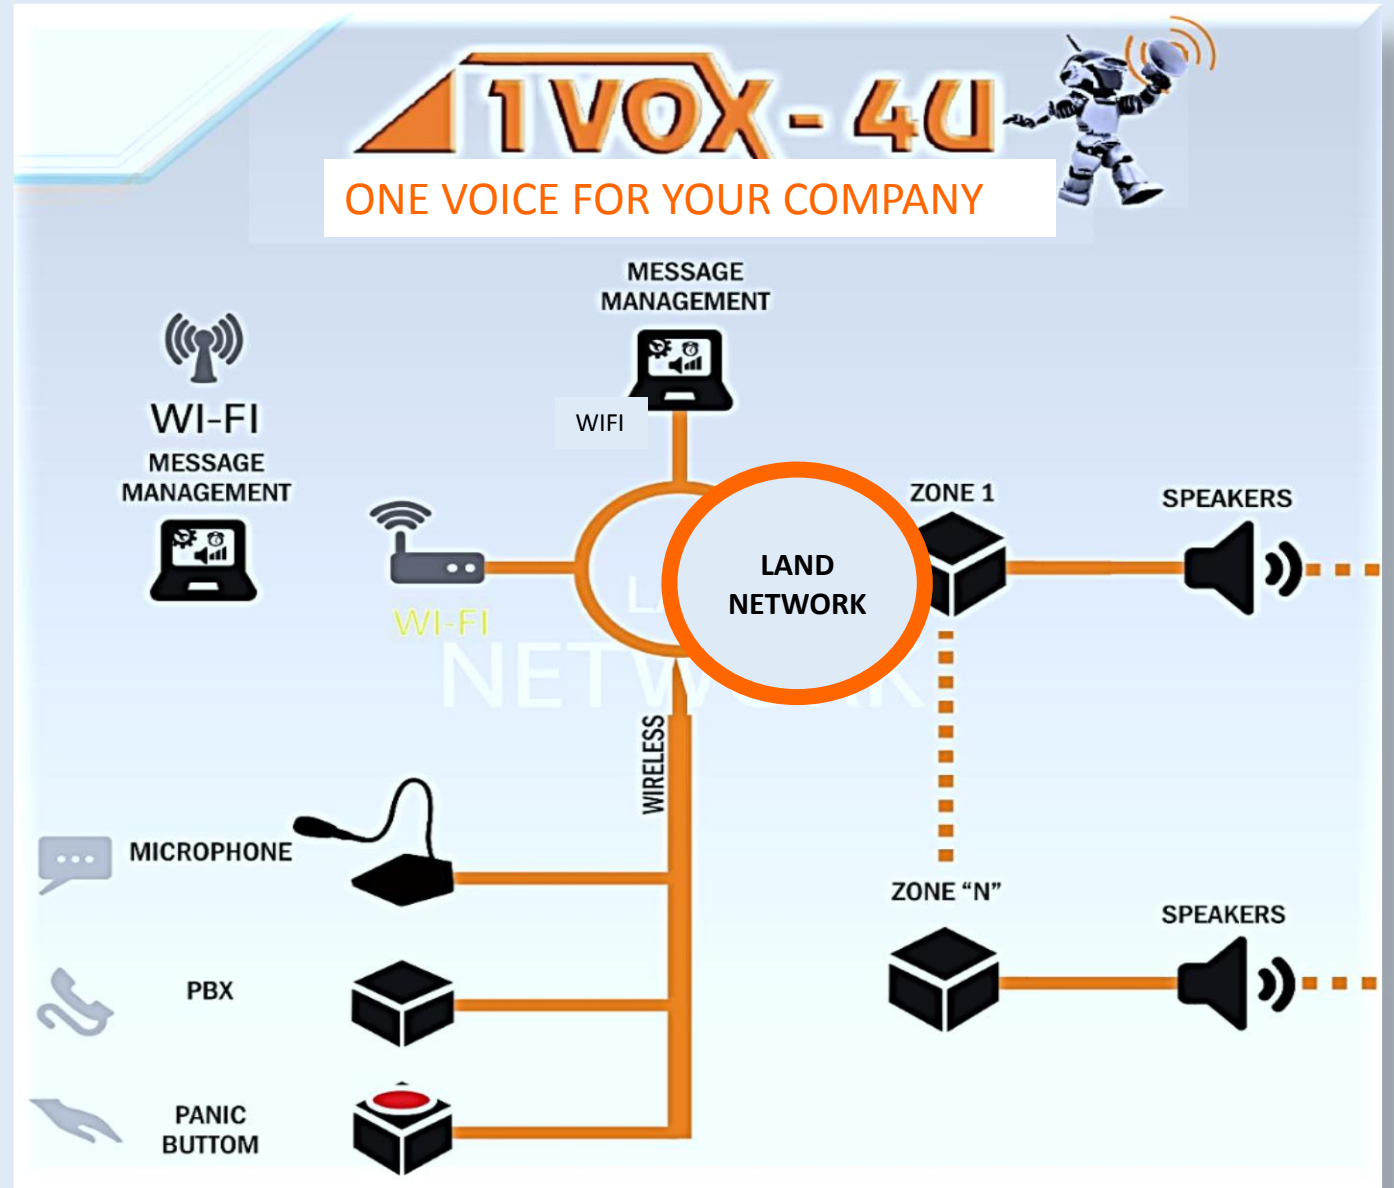 1VOX - 4U
ONE VOICE FOR YOUR COMPANY
MESSAGE
MANAGEMENT
WI-FI
MESSAGE
MANAGEMENT
WIFI
WI-FI
LAND
NETWORK
NETWORK
ZONE 1
SPEAKERS
WIRELESS
MICROPHONE
PBX
PANIC
BUTTOM
ZONE “N”
SPEAKERS